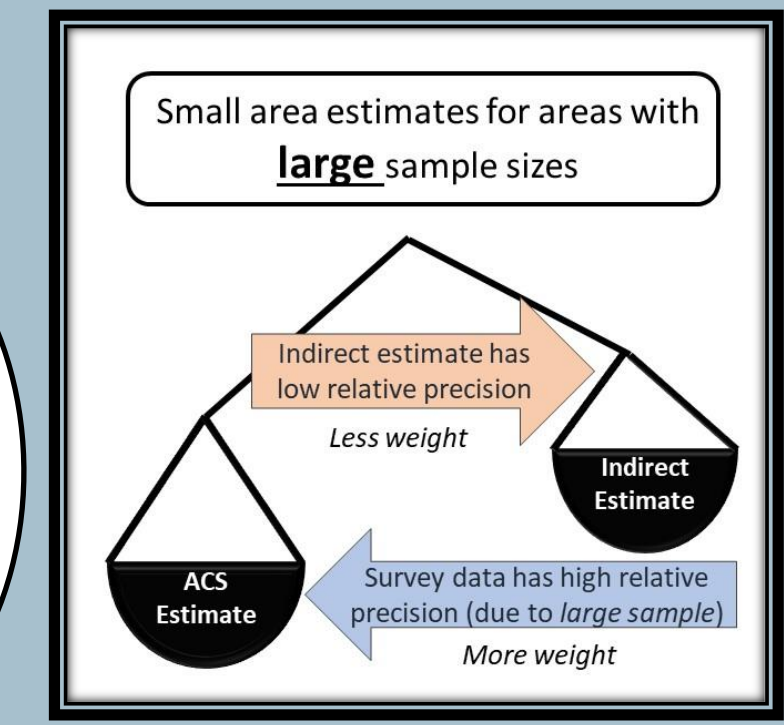 Small area estimates for areas with
large sample sizes
Indirect estimate has
low relative precision
Less weight
Indirect
Estimate
ACS
Estimate
Survey data has high relative
precision (due to large sample)
More weight